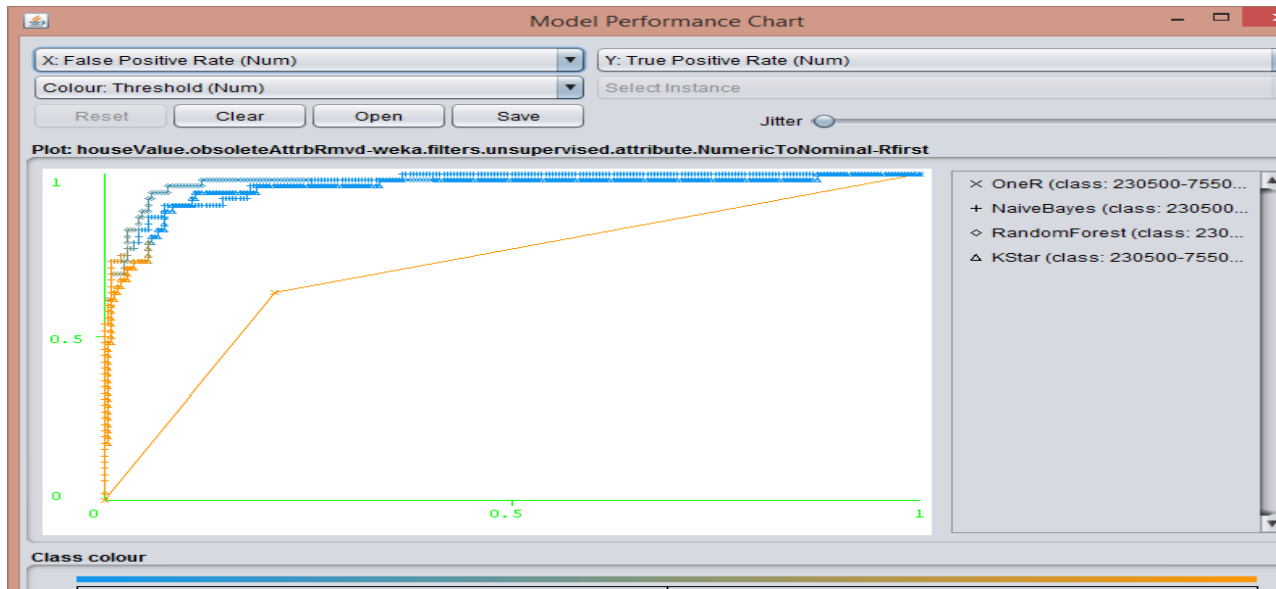 Model Performance Chart
X: False Positive Rate (Num)
Y: True Positive Rate (Num)
Colour: Threshold (Num)
Select Instance
Reset
Clear
Open
Save
Jitter
Plot: houseValue.obsoleteAttrbRmvd-weka.filters.unsupervised.attribute.NumericToNominal-Rfirst
1
0.5
0
0
0.5
1
OneR (class: 230500-7550...
NaiveBayes (class: 230500...
RandomForest (class: 230...
KStar (class: 230500-7550...
Class colour